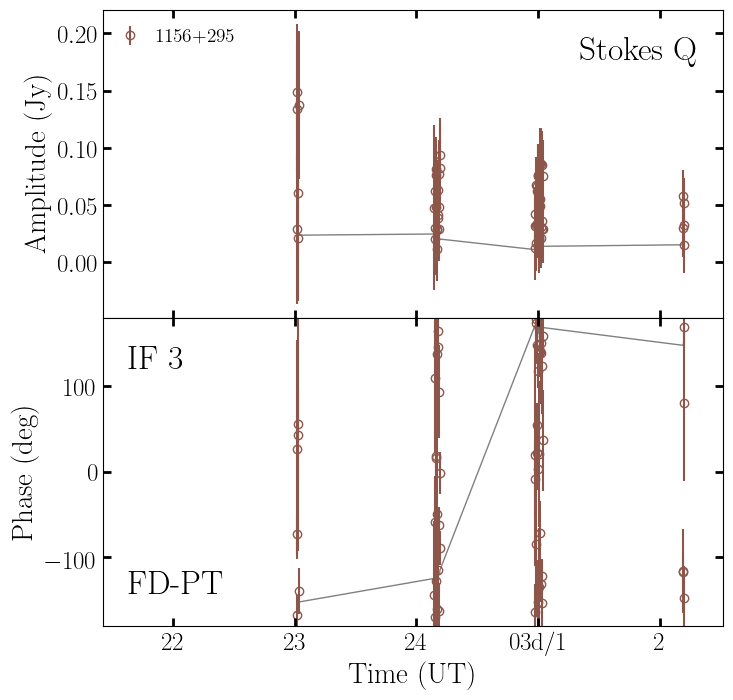 0.20
1156+295
Stokes Q
0.15
0.10
0.05
0.00
Amplitude (Jy)
IF 3
100
0
−100
Phase (deg)
FD-PT
22 23 24 03d/1 2
Time (UT)